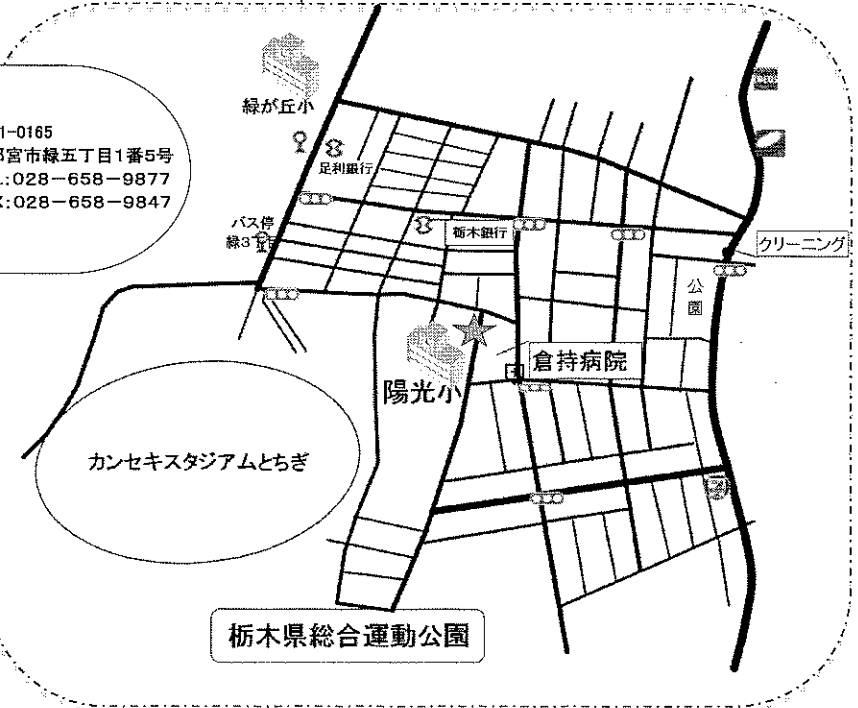 緑が丘小
1-0165
宮市緑五丁目1番5号
:028-658-9877
:028-658-9847
足利銀行
バス停
緑3丁目
栃木銀行
クリーニング
公園
倉持病院
陽光小
カンセキスタジアムとちぎ
栃木県総合運動公園